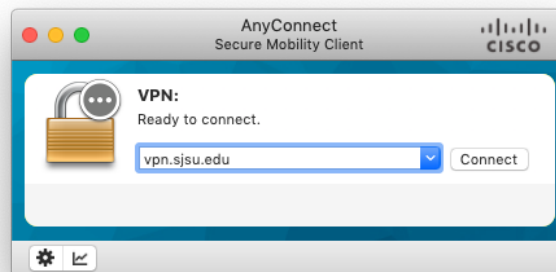 AnyConnect
Secure Mobility Client
CISCO
VPN:
Ready to connect.
vpn.sjsu.edu
Connect